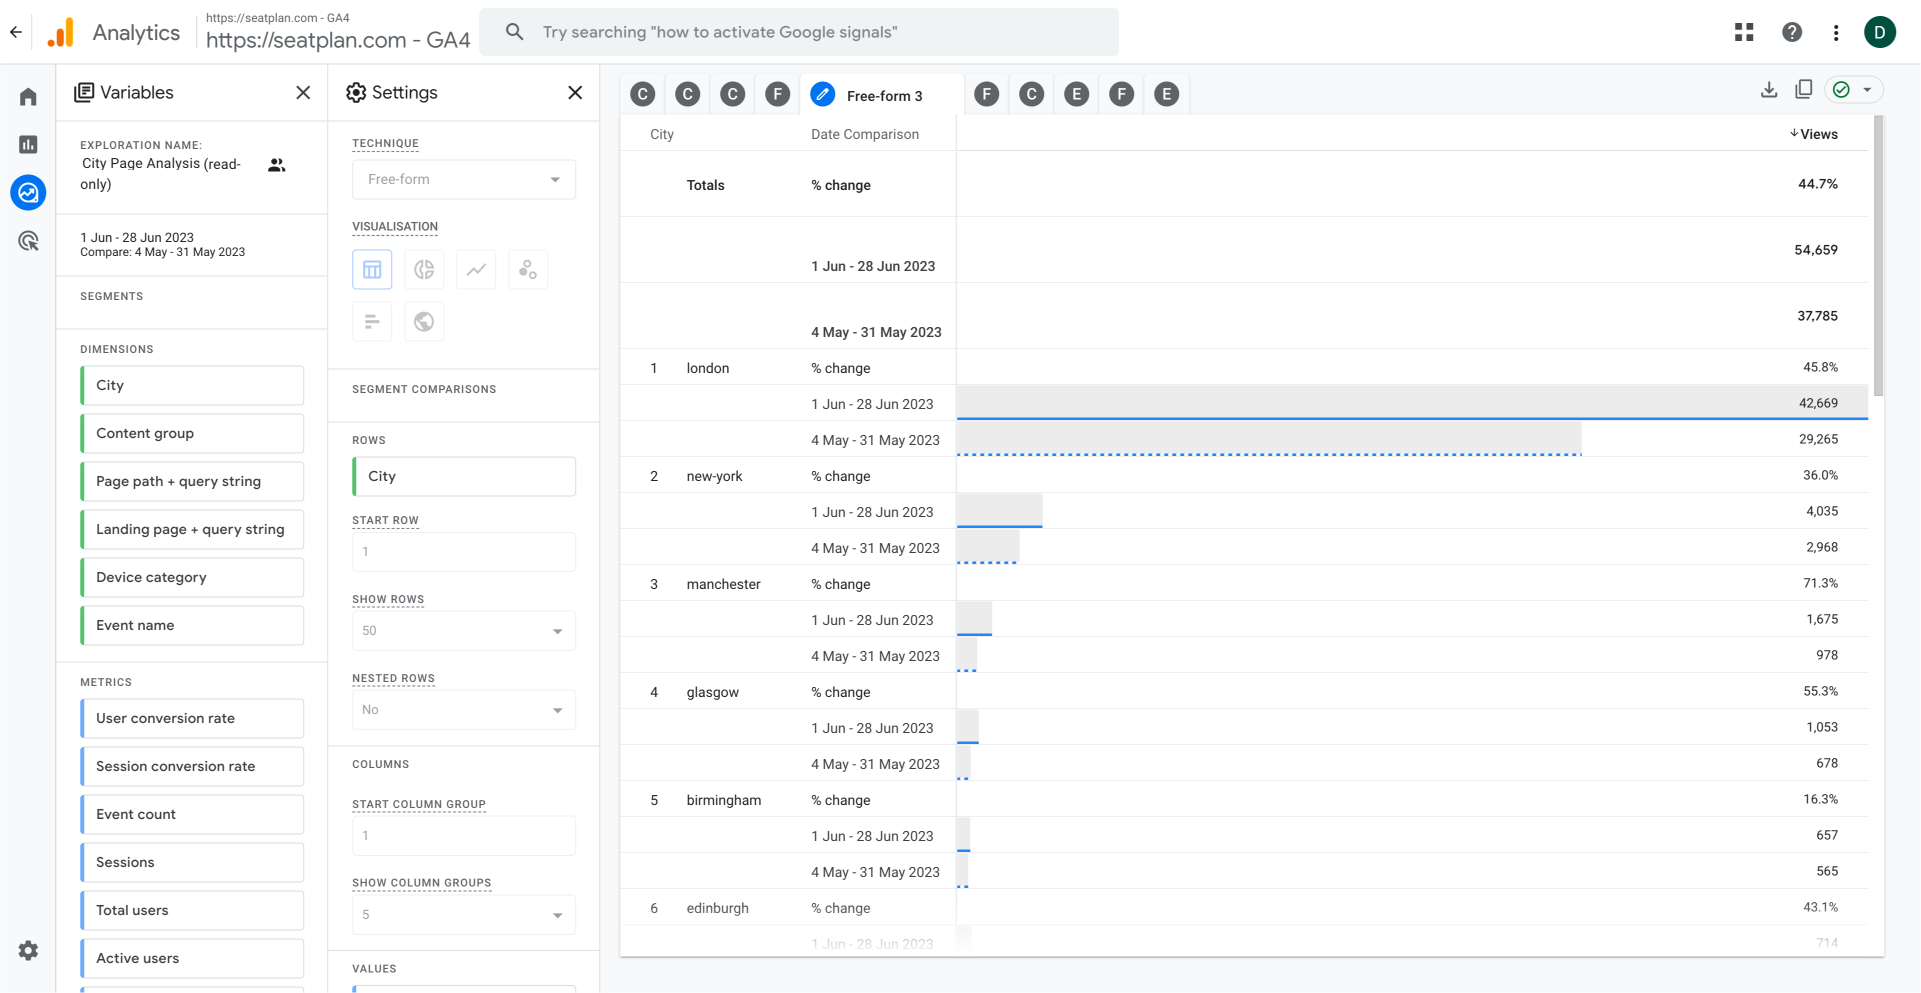 Analytics
https://seatplan.com - GA4
https://seatplan.com - GA4
Try searching "how to activate Google signals"
D
Variables
EXPLORATION NAME:
City Page Analysis (read-
only)
1 Jun - 28 Jun 2023
Compare: 4 May - 31 May 2023
SEGMENTS
DIMENSIONS
City
Content group
Page path + query string
Landing page + query string
Device category
Event name
METRICS
User conversion rate
Session conversion rate
Event count
Sessions
Total users
Active users
Settings
TECHNIQUE
Free-form
VISUALISATION
SEGMENT COMPARISONS
ROWS
City
START ROW
1
SHOW ROWS
50
NESTED ROWS
No
COLUMNS
START COLUMN GROUP
1
SHOW COLUMN GROUPS
5
VALUES
C C C F Free-form 3 F C E F E
City Date Comparison Views
Totals % change 44.7%
1 Jun - 28 Jun 2023 54,659
4 May - 31 May 2023 37,785
1 london % change 45.8%
1 Jun - 28 Jun 2023 42,669
4 May - 31 May 2023 29,265
2 new-york % change 36.0%
1 Jun - 28 Jun 2023 4,035
4 May - 31 May 2023 2,968
3 manchester % change 71.3%
1 Jun - 28 Jun 2023 1,675
4 May - 31 May 2023 978
4 glasgow % change 55.3%
1 Jun - 28 Jun 2023 1,053
4 May - 31 May 2023 678
5 birmingham % change 16.3%
1 Jun - 28 Jun 2023 657
4 May - 31 May 2023 565
6 edinburgh % change 43.1%
1 Jun - 28 Jun 2023 714